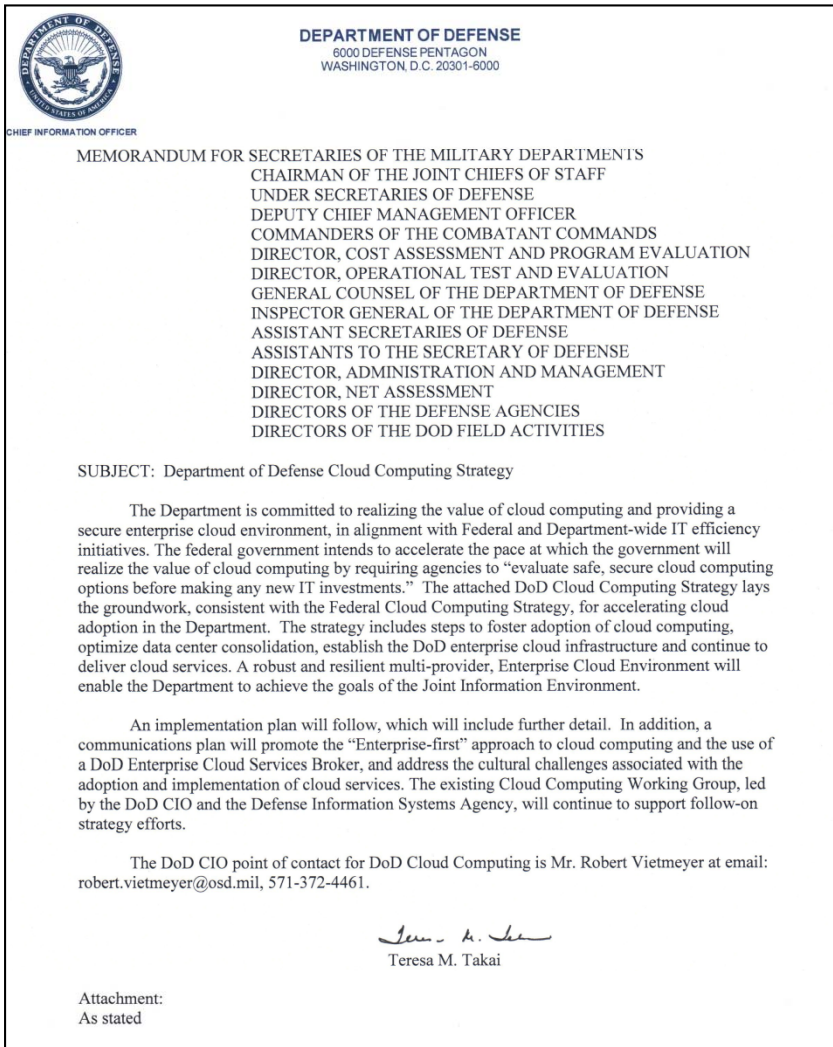 DEPARTMENT OF DEFENSE
UNITED STATES OF AMERICA
CHIEF INFORMATION OFFICER
DEPARTMENT OF DEFENSE
6000 DEFENSE PENTAGON
WASHINGTON, D.C. 20301-6000
MEMORANDUM FOR SECRETARIES OF THE MILITARY DEPARTMENTS
CHAIRMAN OF THE JOINT CHIEFS OF STAFF
UNDER SECRETARIES OF DEFENSE
DEPUTY CHIEF MANAGEMENT OFFICER
COMMANDERS OF THE COMBATANT COMMANDS
DIRECTOR, COST ASSESSMENT AND PROGRAM EVALUATION
DIRECTOR, OPERATIONAL TEST AND EVALUATION
GENERAL COUNSEL OF THE DEPARTMENT OF DEFENSE
INSPECTOR GENERAL OF THE DEPARTMENT OF DEFENSE
ASSISTANT SECRETARIES OF DEFENSE
ASSISTANTS TO THE SECRETARY OF DEFENSE
DIRECTOR, ADMINISTRATION AND MANAGEMENT
DIRECTOR, NET ASSESSMENT
DIRECTORS OF THE DEFENSE AGENCIES
DIRECTORS OF THE DOD FIELD ACTIVITIES
SUBJECT: Department of Defense Cloud Computing Strategy
The Department is committed to realizing the value of cloud computing and providing a
secure enterprise cloud environment, in alignment with Federal and Department-wide IT efficiency
initiatives. The federal government intends to accelerate the pace at which the government will
realize the value of cloud computing by requiring agencies to “evaluate safe, secure cloud computing
options before making any new IT investments.” The attached DoD Cloud Computing Strategy lays
the groundwork, consistent with the Federal Cloud Computing Strategy, for accelerating cloud
adoption in the Department. The strategy includes steps to foster adoption of cloud computing,
optimize data center consolidation, establish the DoD enterprise cloud infrastructure and continue to
deliver cloud services. A robust and resilient multi-provider, Enterprise Cloud Environment will
enable the Department to achieve the goals of the Joint Information Environment.
An implementation plan will follow, which will include further detail. In addition, a
communications plan will promote the “Enterprise-first” approach to cloud computing and the use of
a DoD Enterprise Cloud Services Broker, and address the cultural challenges associated with the
adoption and implementation of cloud services. The existing Cloud Computing Working Group, led
by the DoD CIO and the Defense Information Systems Agency, will continue to support follow-on
strategy efforts.
The DoD CIO point of contact for DoD Cloud Computing is Mr. Robert Vietmeyer at email:
robert.vietmeyer@osd.mil, 571-372-4461.
Teresa M. Takai
Attachment:
As stated